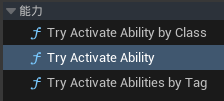 能力
Try Activate Ability by Class
Try Activate Ability
Try Activate Abilities by Tag